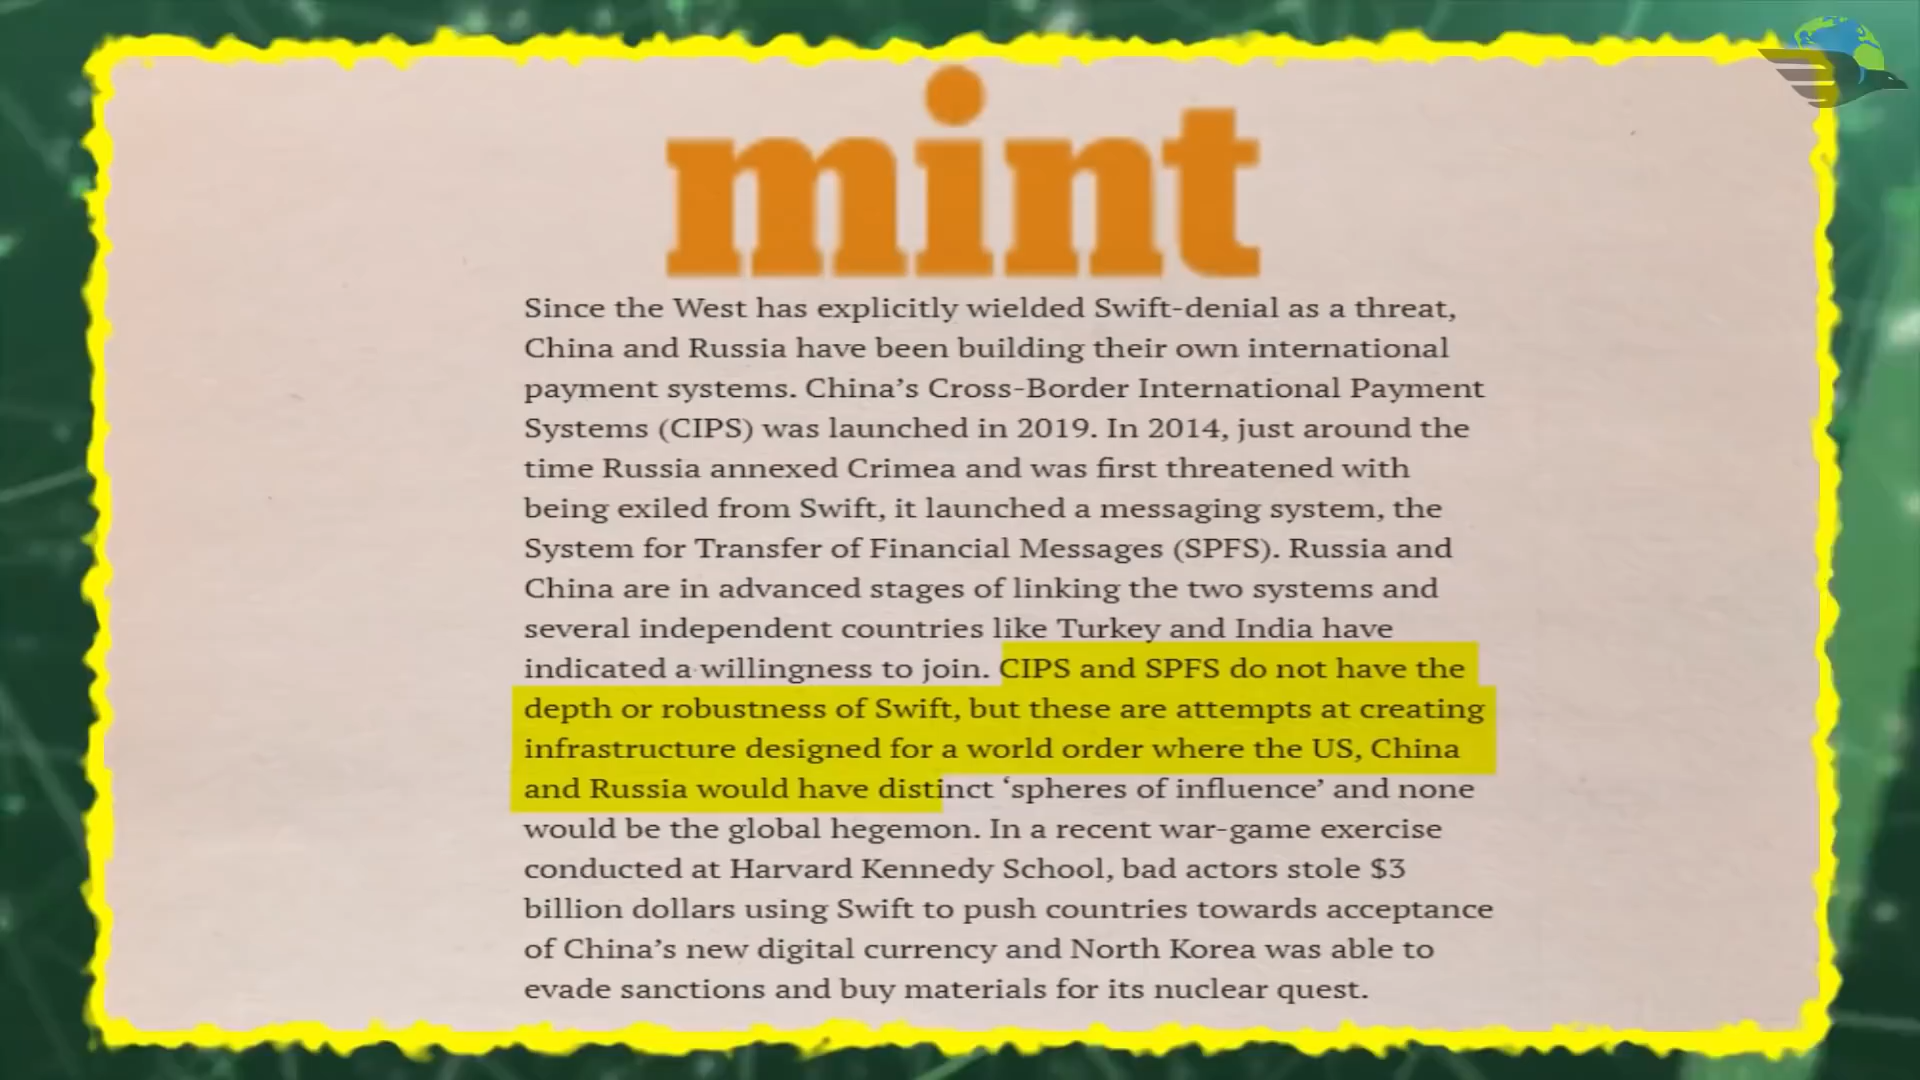 mint
Since the West has explicitly wielded Swift-denial as a threat,
China and Russia have been building their own international
payment systems. China’s Cross-Border International Payment
Systems (CIPS) was launched in 2019. In 2014, just around the
time Russia annexed Crimea and was first threatened with
being exiled from Swift, it launched a messaging system, the
System for Transfer of Financial Messages (SPFS). Russia and
China are in advanced stages of linking the two systems and
several independent countries like Turkey and India have
indicated a willingness to join. CIPS and SPFS do not have the
depth or robustness of Swift, but these are attempts at creating
infrastructure designed for a world order where the US, China
and Russia would have distinct ‘spheres of influence’ and none
would be the global hegemon. In a recent war-game exercise
conducted at Harvard Kennedy School, bad actors stole $3
billion dollars using Swift to push countries towards acceptance
of China’s new digital currency and North Korea was able to
evade sanctions and buy materials for its nuclear quest.